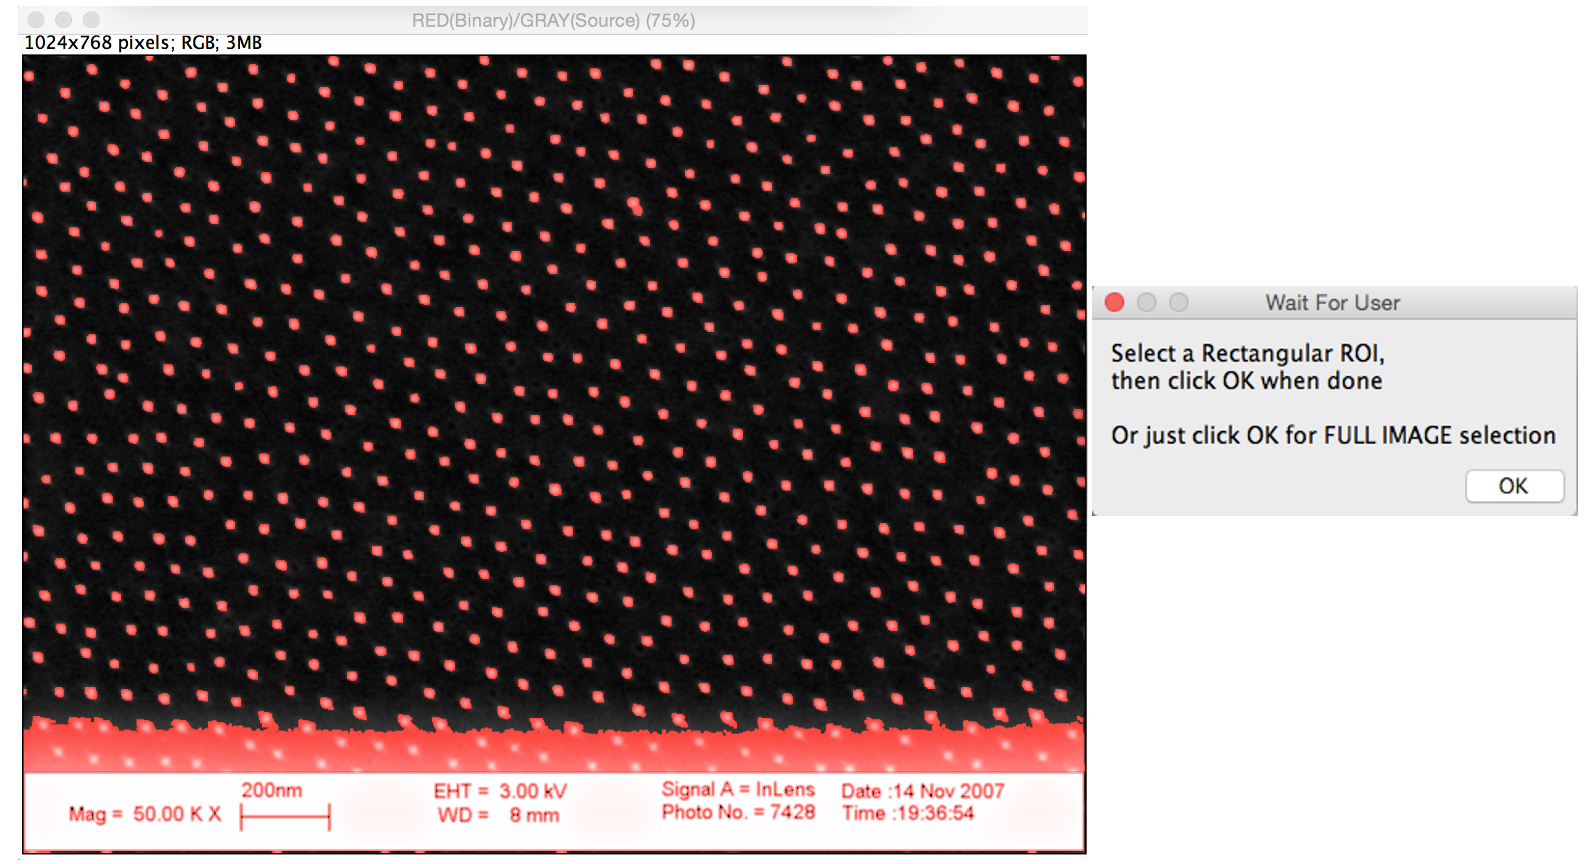 RED(Binary)/GRAY(Source) (75%)
1024x768 pixels; RGB; 3MB
Wait For User
Select a Rectangular ROI,
then click OK when done
Or just click OK for FULL IMAGE selection
OK
Mag = 50.00 K X
200nm
EHT = 3.00 kV
WD = 8 mm
Signal A = InLens
Photo No. = 7428
Date :14 Nov 2007
Time :19:36:54